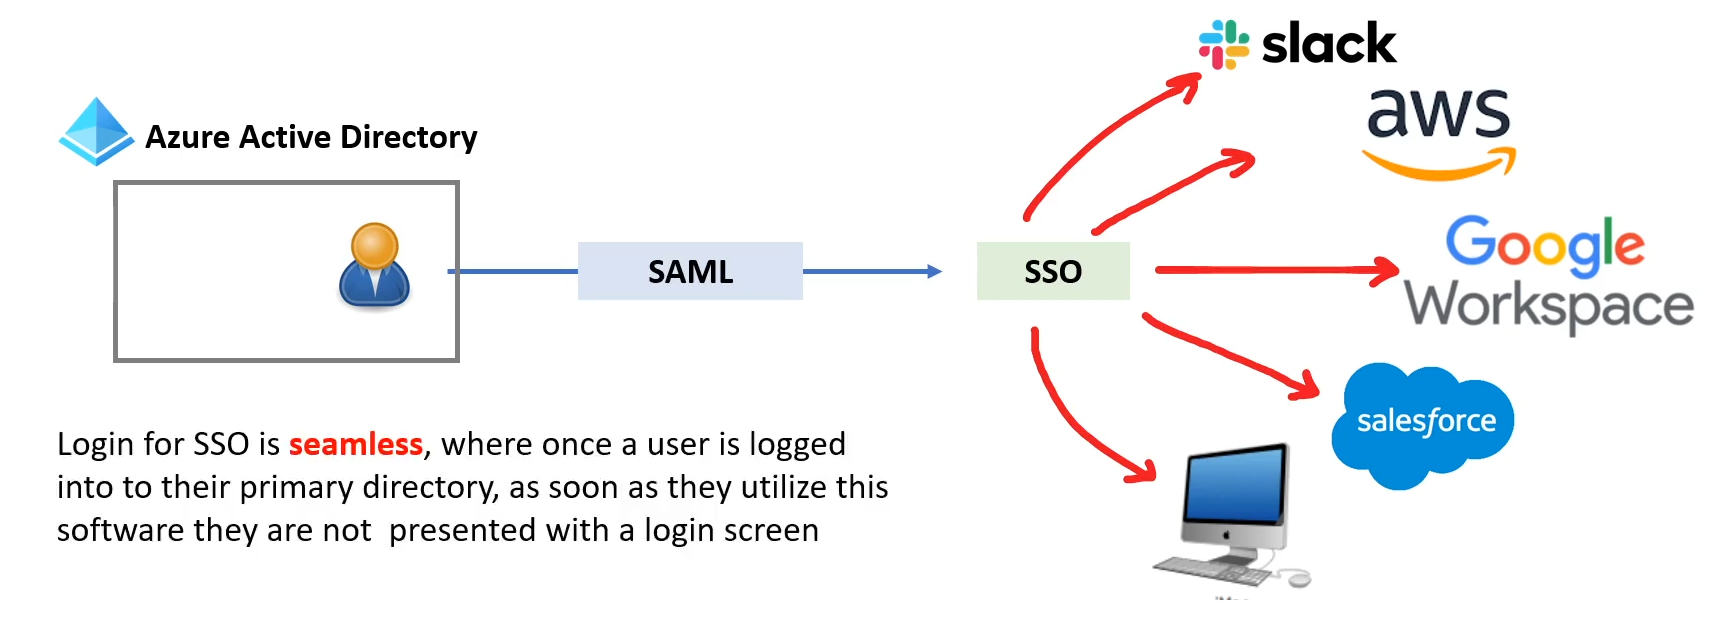 slack
aws
Azure Active Directory
SAML
SSO
Google
Workspace
salesforce
Login for SSO is seamless, where once a user is logged
into to their primary directory, as soon as they utilize this
software they are not  presented with a login screen